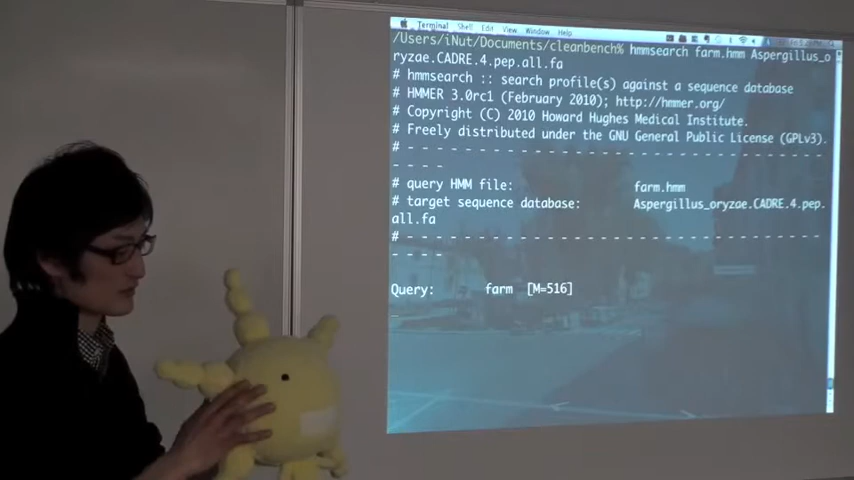 Terminal Shell Edit View Window Help
/Users/iNut/Documents/cleanbench% hmmsearch farm.hmm Aspergillus_o
ryzae.CADRE.4.pep.all.fa
# hmmsearch :: search profile(s) against a sequence database
# HMMER 3.0rc1 (February 2010); http://hmmer.org/
# Copyright (C) 2010 Howard Hughes Medical Institute.
# Freely distributed under the GNU General Public License (GPLv3).
# - - - - - - - - - - - - - - - - - - - - - - - - - - - - - - - -
- - - -
# query HMM file:                  farm.hmm
# target sequence database:        Aspergillus_oryzae.CADRE.4.pep.
all.fa
# - - - - - - - - - - - - - - - - - - - - - - - - - - - - - - - -
- - - -
Query:       farm  [M=516]